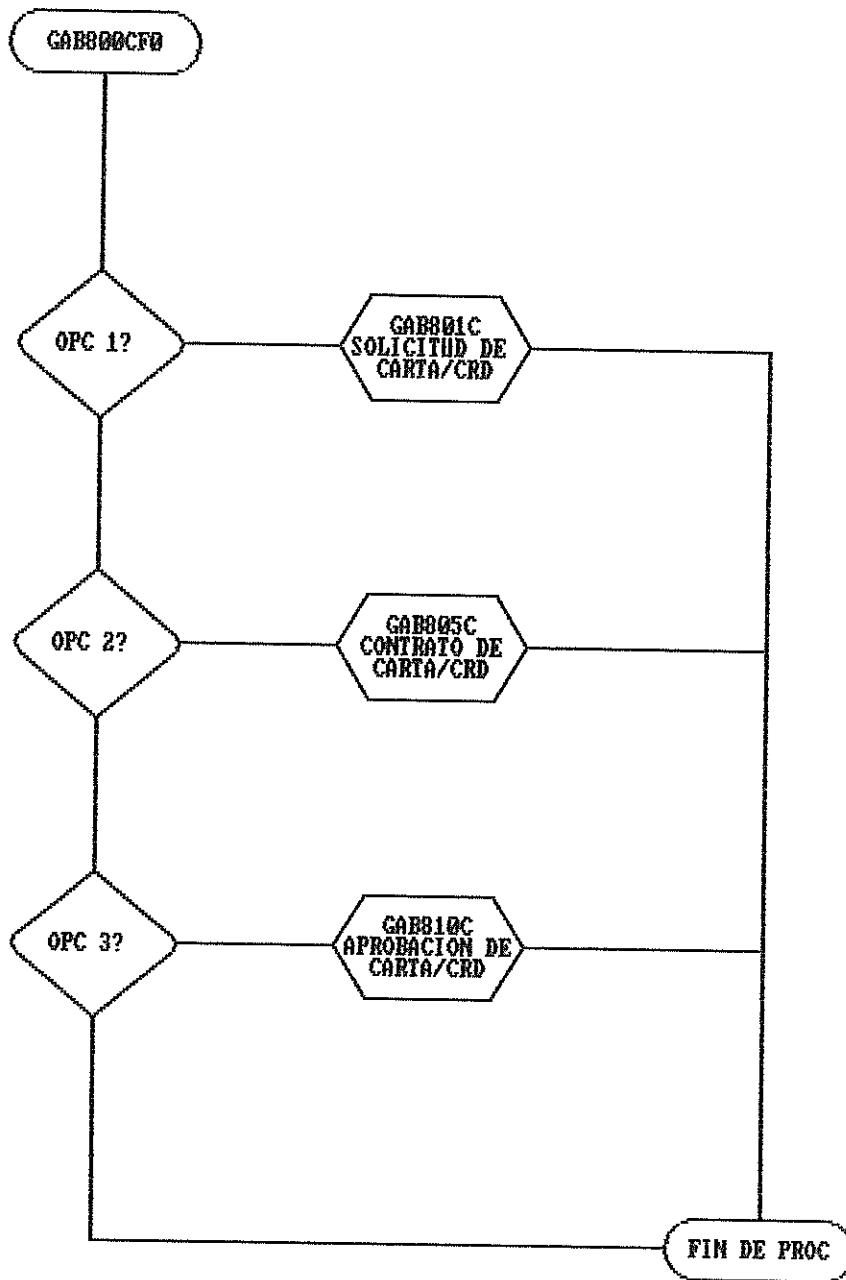 GAB800CF0
OPC 1?
GAB801C
SOLICITUD DE
CARTA/CRD
OPC 2?
GAB805C
CONTRATO DE
CARTA/CRD
OPC 3?
GAB810C
APROBACION DE
CARTA/CRD
FIN DE PROC